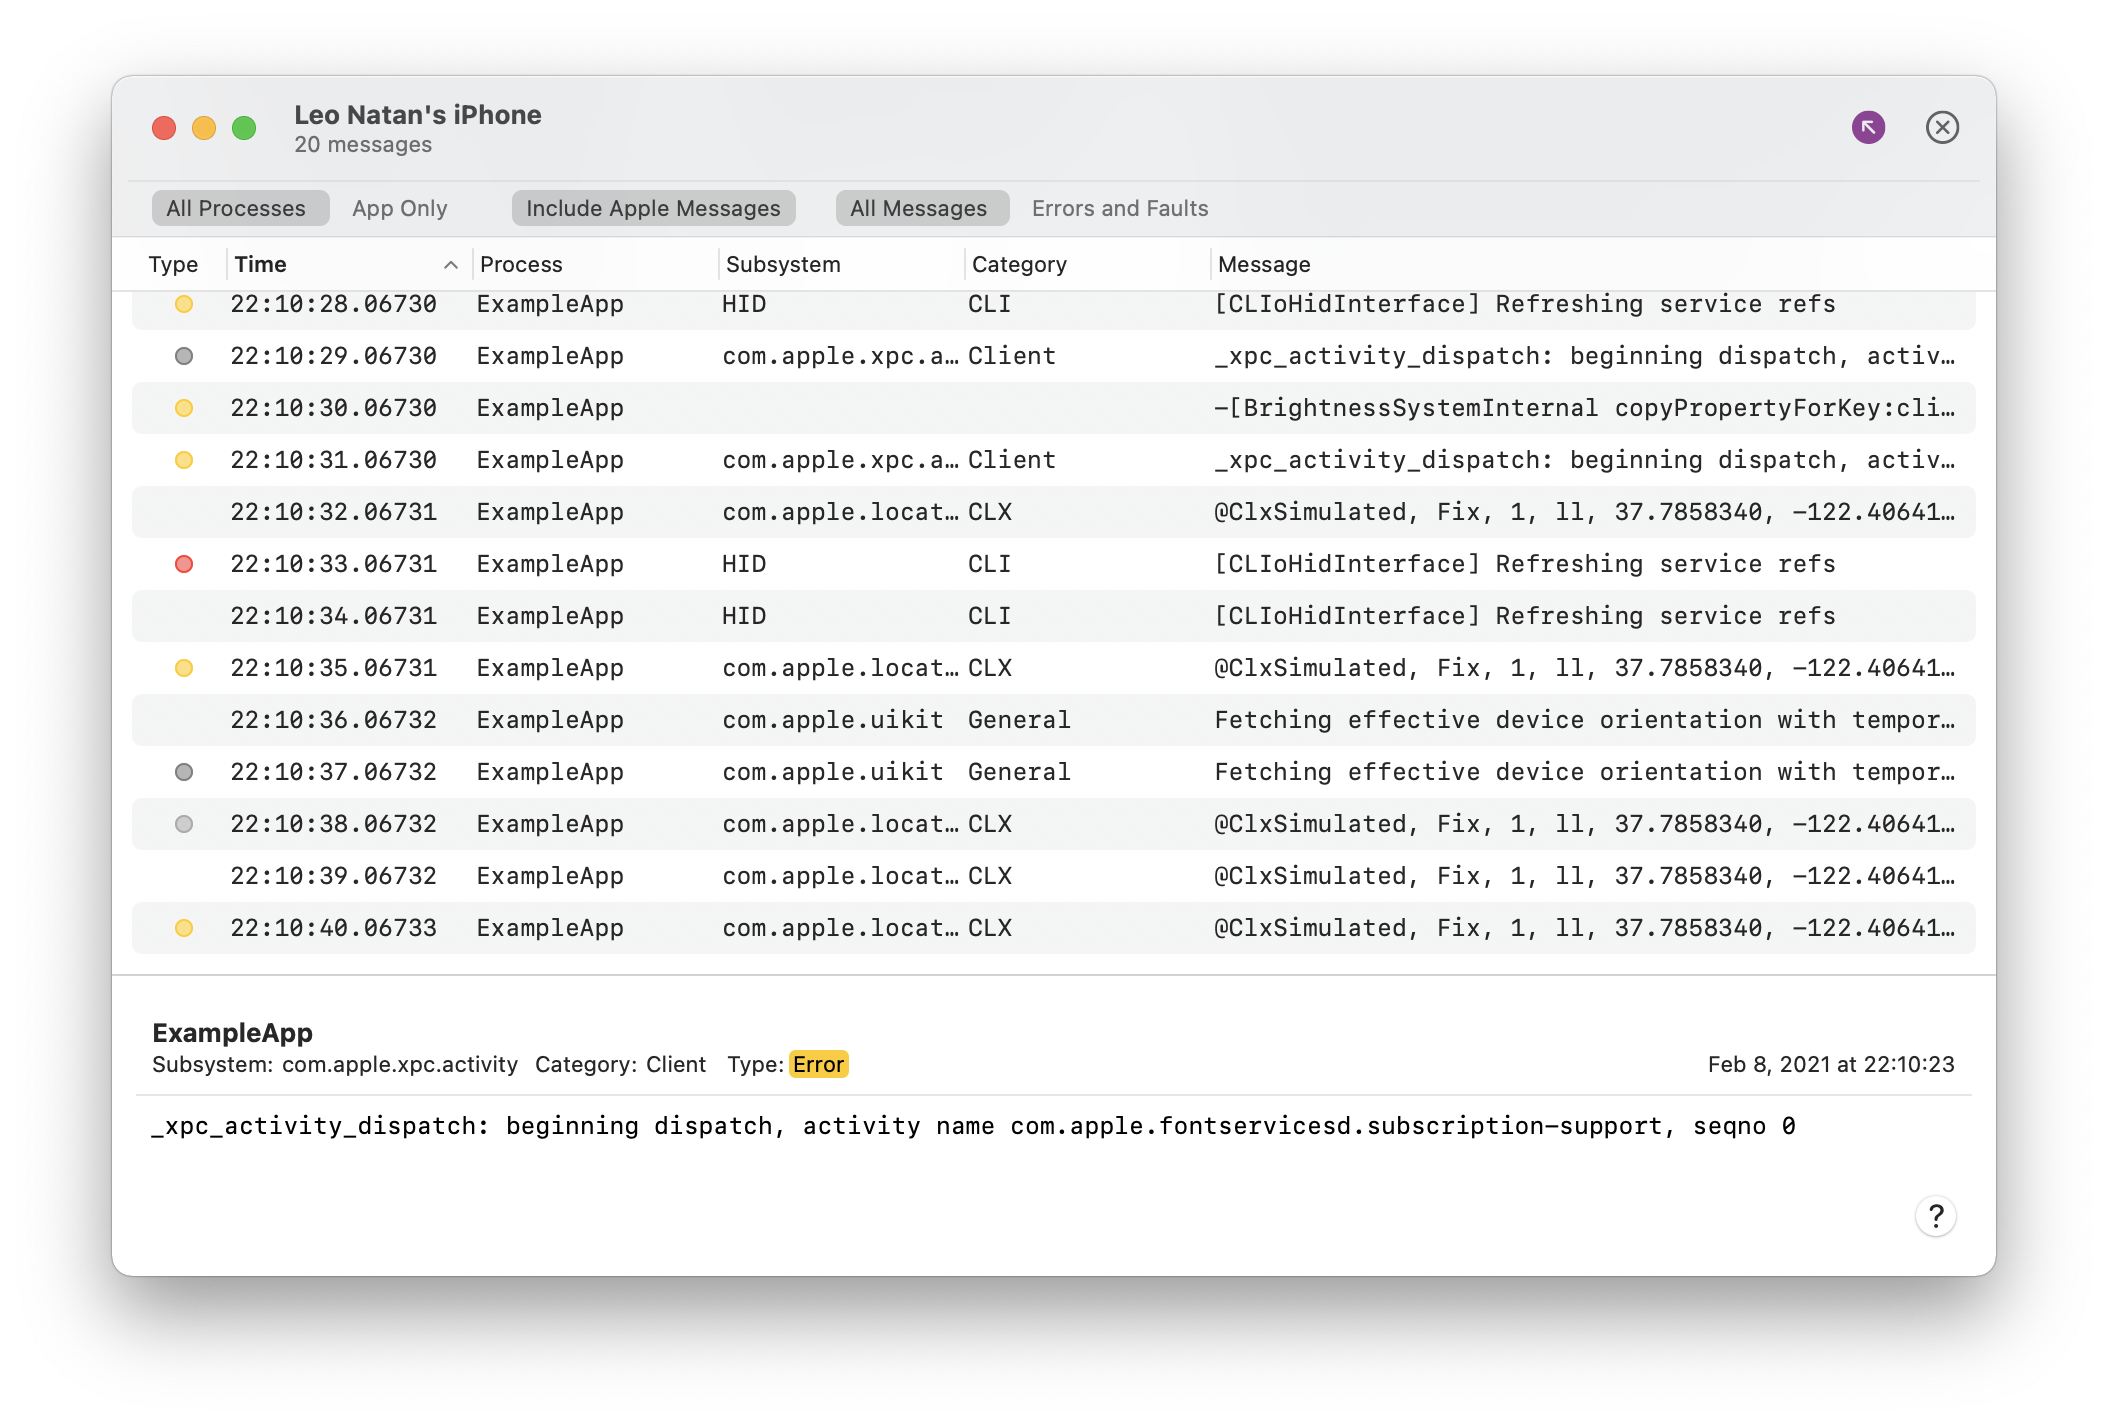 Leo Natan's iPhone
20 messages
All Processes App Only Include Apple Messages All Messages Errors and Faults
Type Time Process Subsystem Category Message
22:10:28.06730 ExampleApp HID CLI [CLIoHidInterface] Refreshing service refs
22:10:29.06730 ExampleApp com.apple.xpc.a… Client _xpc_activity_dispatch: beginning dispatch, activ…
22:10:30.06730 ExampleApp -[BrightnessSystemInternal copyPropertyForKey:cli…
22:10:31.06730 ExampleApp com.apple.xpc.a… Client _xpc_activity_dispatch: beginning dispatch, activ…
22:10:32.06731 ExampleApp com.apple.locat… CLX @ClxSimulated, Fix, 1, ll, 37.7858340, -122.40641…
22:10:33.06731 ExampleApp HID CLI [CLIoHidInterface] Refreshing service refs
22:10:34.06731 ExampleApp HID CLI [CLIoHidInterface] Refreshing service refs
22:10:35.06731 ExampleApp com.apple.locat… CLX @ClxSimulated, Fix, 1, ll, 37.7858340, -122.40641…
22:10:36.06732 ExampleApp com.apple.uikit General Fetching effective device orientation with tempor…
22:10:37.06732 ExampleApp com.apple.uikit General Fetching effective device orientation with tempor…
22:10:38.06732 ExampleApp com.apple.locat… CLX @ClxSimulated, Fix, 1, ll, 37.7858340, -122.40641…
22:10:39.06732 ExampleApp com.apple.locat… CLX @ClxSimulated, Fix, 1, ll, 37.7858340, -122.40641…
22:10:40.06733 ExampleApp com.apple.locat… CLX @ClxSimulated, Fix, 1, ll, 37.7858340, -122.40641…
ExampleApp
Subsystem: com.apple.xpc.activity Category: Client Type: Error Feb 8, 2021 at 22:10:23
_xpc_activity_dispatch: beginning dispatch, activity name com.apple.fontservicesd.subscription-support, seqno 0
?